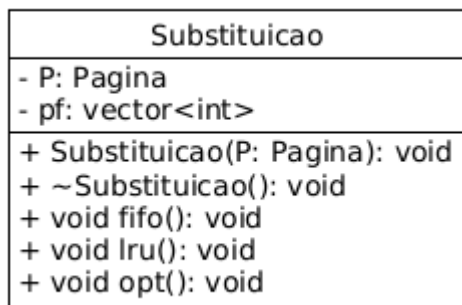 Substituicao
- P: Pagina
- pf: vector<int>
+ Substituicao(P: Pagina): void
+ ~Substituicao(): void
+ void fifo(): void
+ void lru(): void
+ void opt(): void